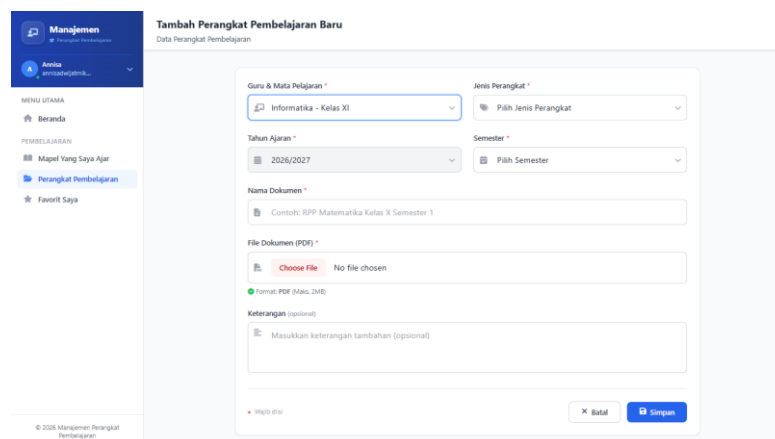 Manajemen
Perangkat Pembelajaran
A
Annisa
annisadwijatmik...
MENU UTAMA
Beranda
PEMBELAJARAN
Mapel Yang Saya Ajar
Perangkat Pembelajaran
Favorit Saya
© 2026 Manajemen Perangkat
Pembelajaran
Tambah Perangkat Pembelajaran Baru
Data Perangkat Pembelajaran
Guru & Mata Pelajaran *
Informatika - Kelas XI
Jenis Perangkat *
Pilih Jenis Perangkat
Tahun Ajaran *
2026/2027
Semester *
Pilih Semester
Nama Dokumen *
Contoh: RPP Matematika Kelas X Semester 1
File Dokumen (PDF) *
Choose File No file chosen
Format: PDF (Maks. 2MB)
Keterangan (opsional)
Masukkan keterangan tambahan (opsional)
* Wajib diisi
× Batal
Simpan